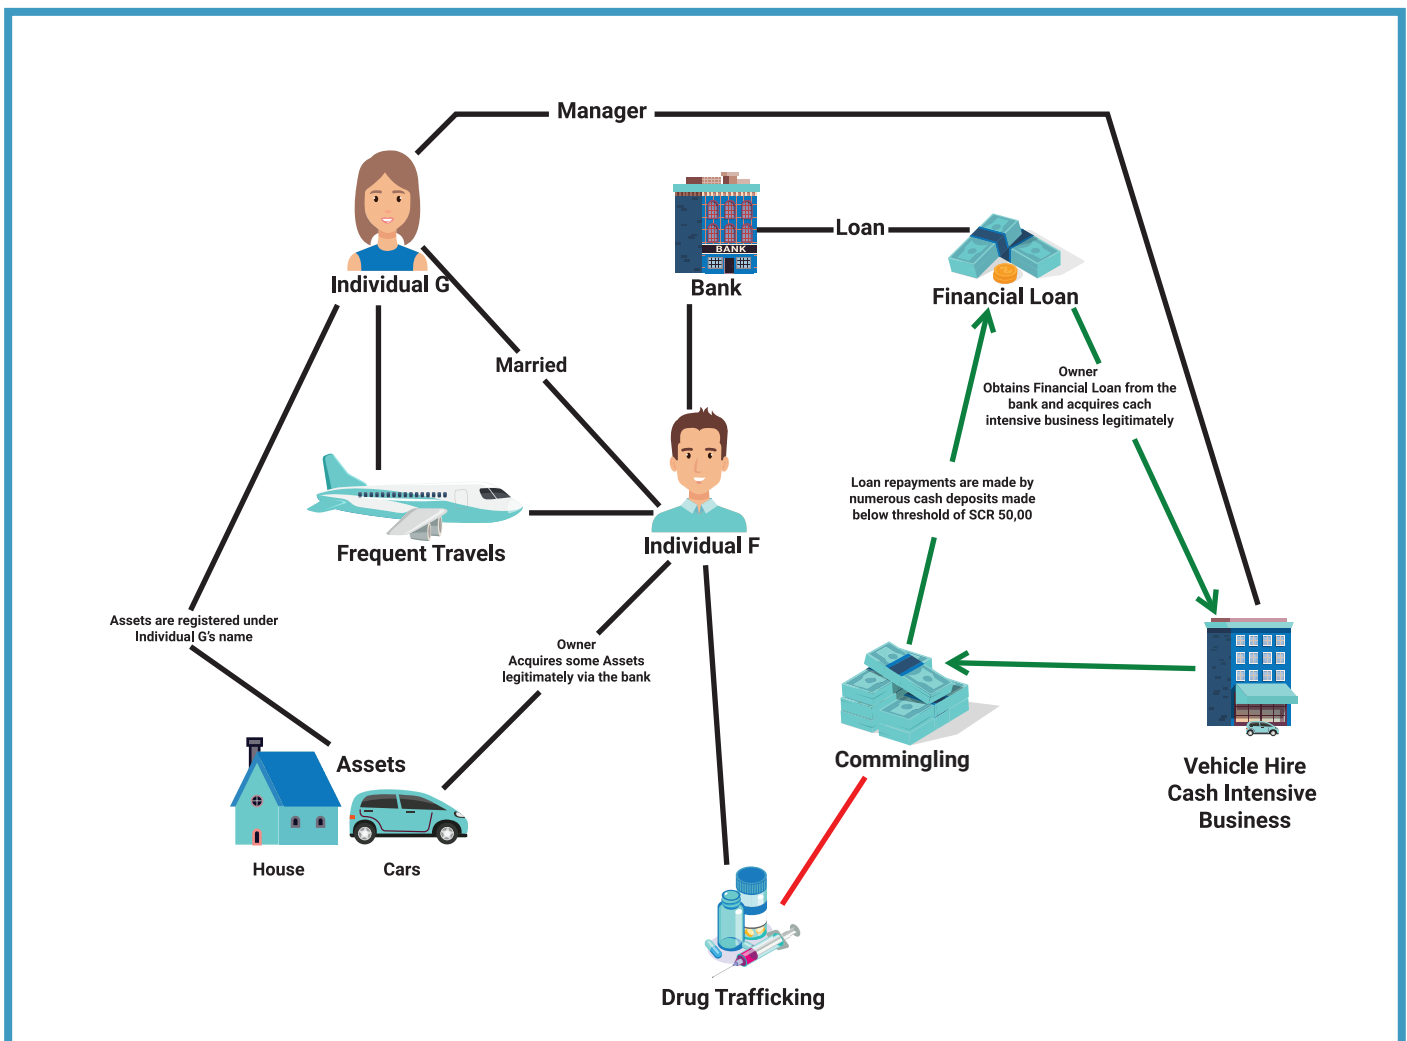 Manager
BANK
Loan
Individual G
Bank
Financial Loan
Married
Owner
Obtains Financial Loan from the
bank and acquires cach
intensive business legitimately
Loan repayments are made by
numerous cash deposits made
below threshold of SCR 50,00
Frequent Travels
Individual F
Assets are registered under
Individual G's name
Owner
Acquires some Assets
legitimately via the bank
Assets
Commingling
Vehicle Hire
Cash Intensive
Business
House
Cars
Drug Trafficking